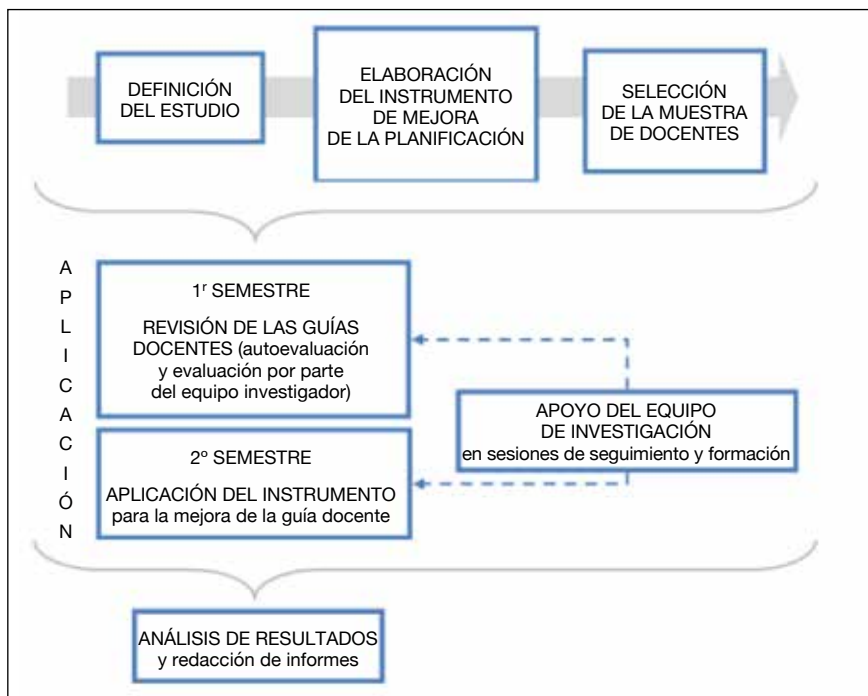 DEFINICIÓN
DEL ESTUDIO
ELABORACIÓN
DEL INSTRUMENTO
DE MEJORA
DE LA PLANIFICACIÓN
SELECCIÓN
DE LA MUESTRA
DE DOCENTES
A
P
L
I
C
A
C
I
Ó
N
1ʳ SEMESTRE
REVISIÓN DE LAS GUÍAS
DOCENTES (autoevaluación
y evaluación por parte
del equipo investigador)
2º SEMESTRE
APLICACIÓN DEL INSTRUMENTO
para la mejora de la guía docente
APOYO DEL EQUIPO
DE INVESTIGACIÓN
en sesiones de seguimiento y formación
ANÁLISIS DE RESULTADOS
y redacción de informes